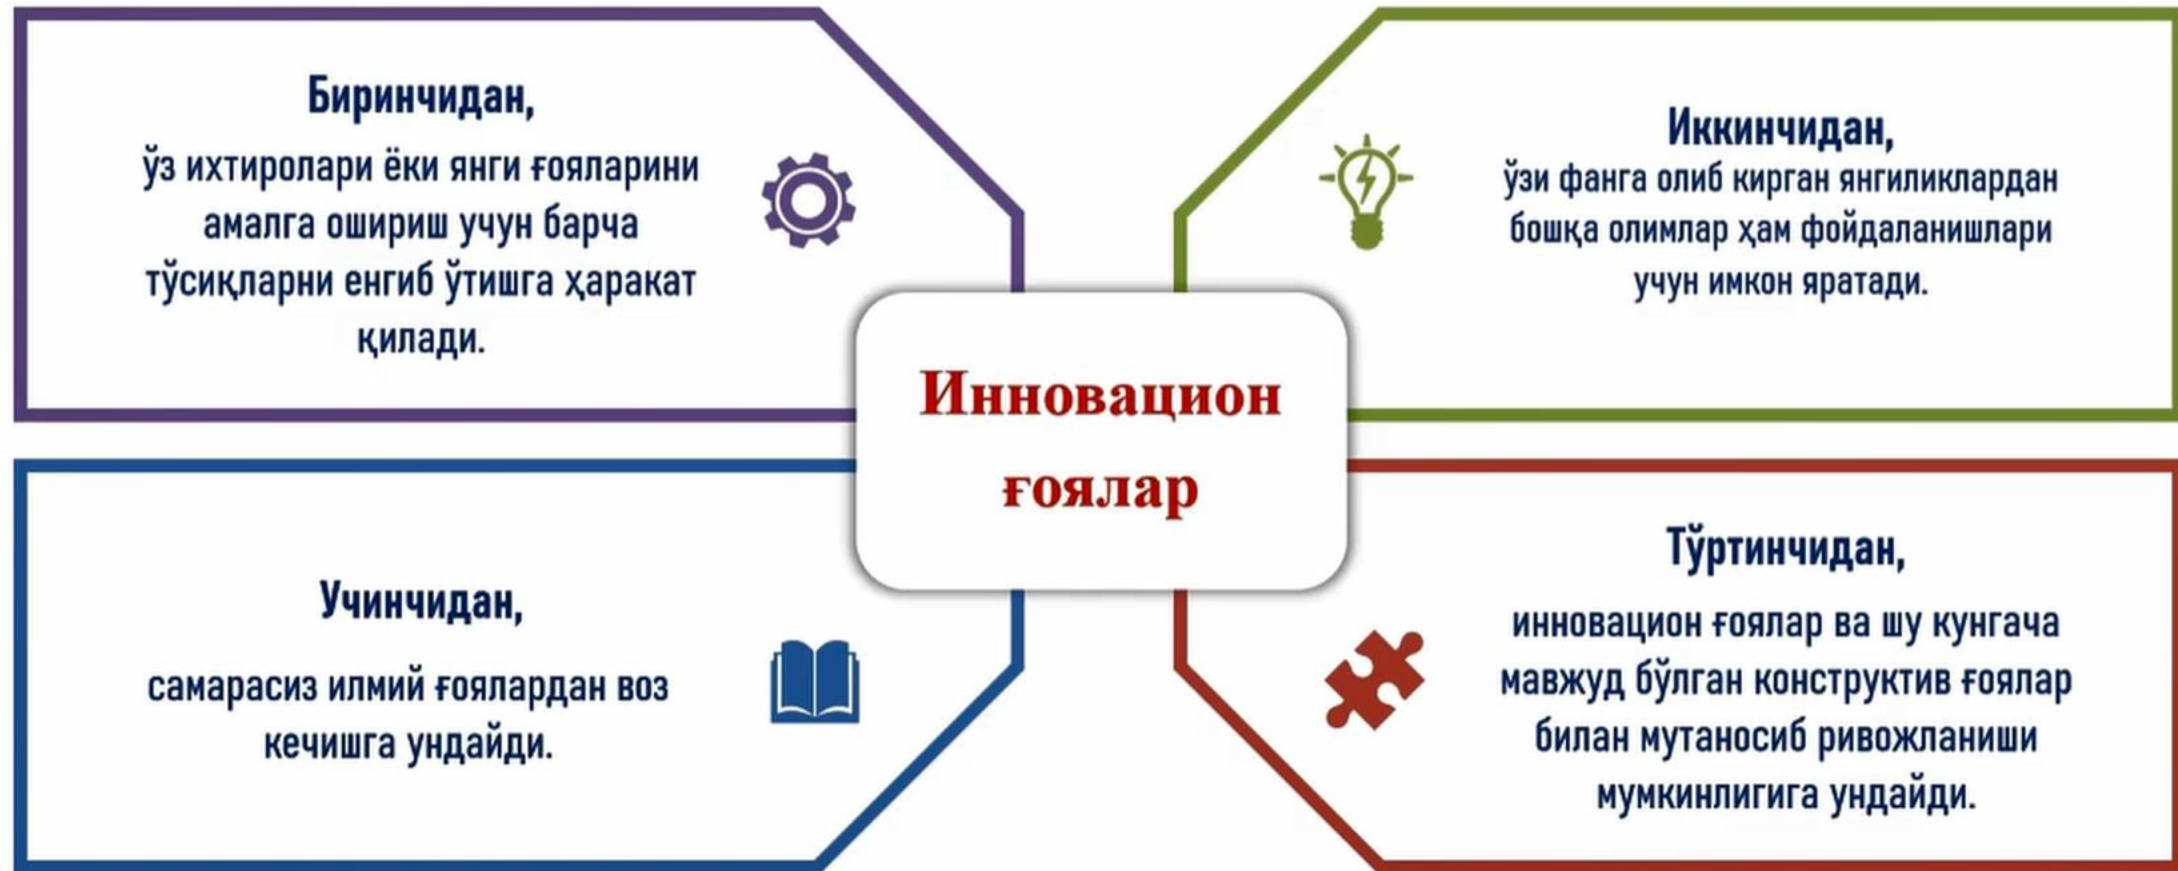 Биринчидан,
ўз ихтиролари ёки янги ғояларини
амалга ошириш учун барча
тўсиқларни енгиб ўтишга ҳаракат
қилади.
Иккинчидан,
ўзи фанга олиб кирган янгиликлардан
бошқа олимлар ҳам фойдаланишлари
учун имкон яратади.
Инновацион
ғоялар
Учинчидан,
самарасиз илмий ғоялардан воз
кечишга ундайди.
Тўртинчидан,
инновацион ғоялар ва шу кунгача
мавжуд бўлган конструктив ғоялар
билан мутаносиб ривожланиши
мумкинлигига ундайди.